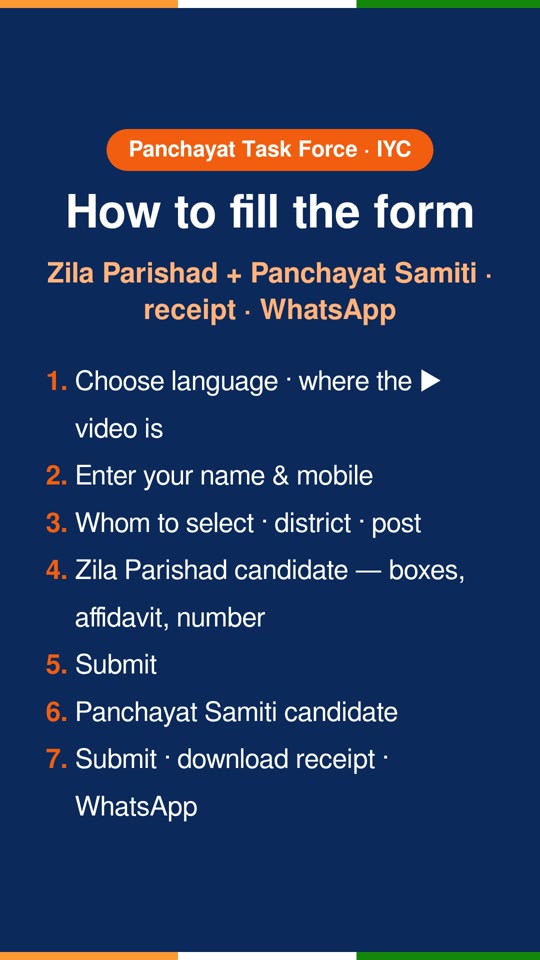 Panchayat Task Force · IYC
How to fill the form
Zila Parishad + Panchayat Samiti ·
receipt · WhatsApp
1. Choose language · where the ▶
video is
2. Enter your name & mobile
3. Whom to select · district · post
4. Zila Parishad candidate — boxes,
affidavit, number
5. Submit
6. Panchayat Samiti candidate
7. Submit · download receipt ·
WhatsApp